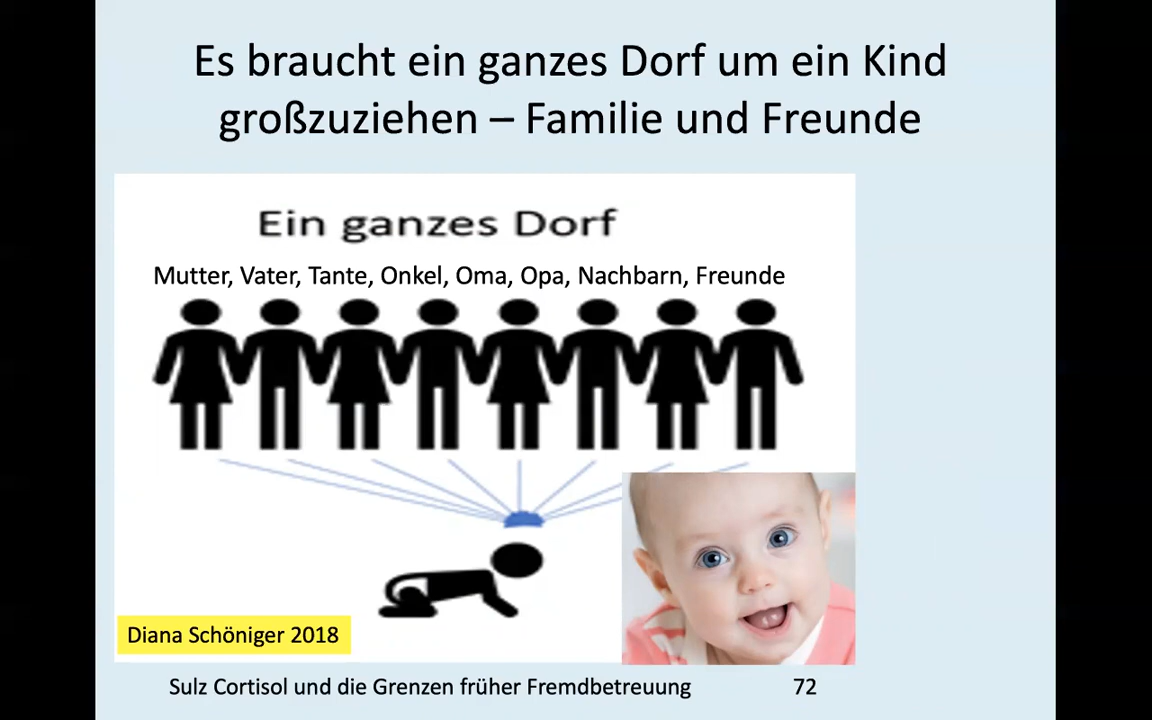 Es braucht ein ganzes Dorf um ein Kind
großzuziehen – Familie und Freunde
Ein ganzes Dorf
Mutter, Vater, Tante, Onkel, Oma, Opa, Nachbarn, Freunde
Diana Schöniger 2018
Sulz Cortisol und die Grenzen früher Fremdbetreuung
72